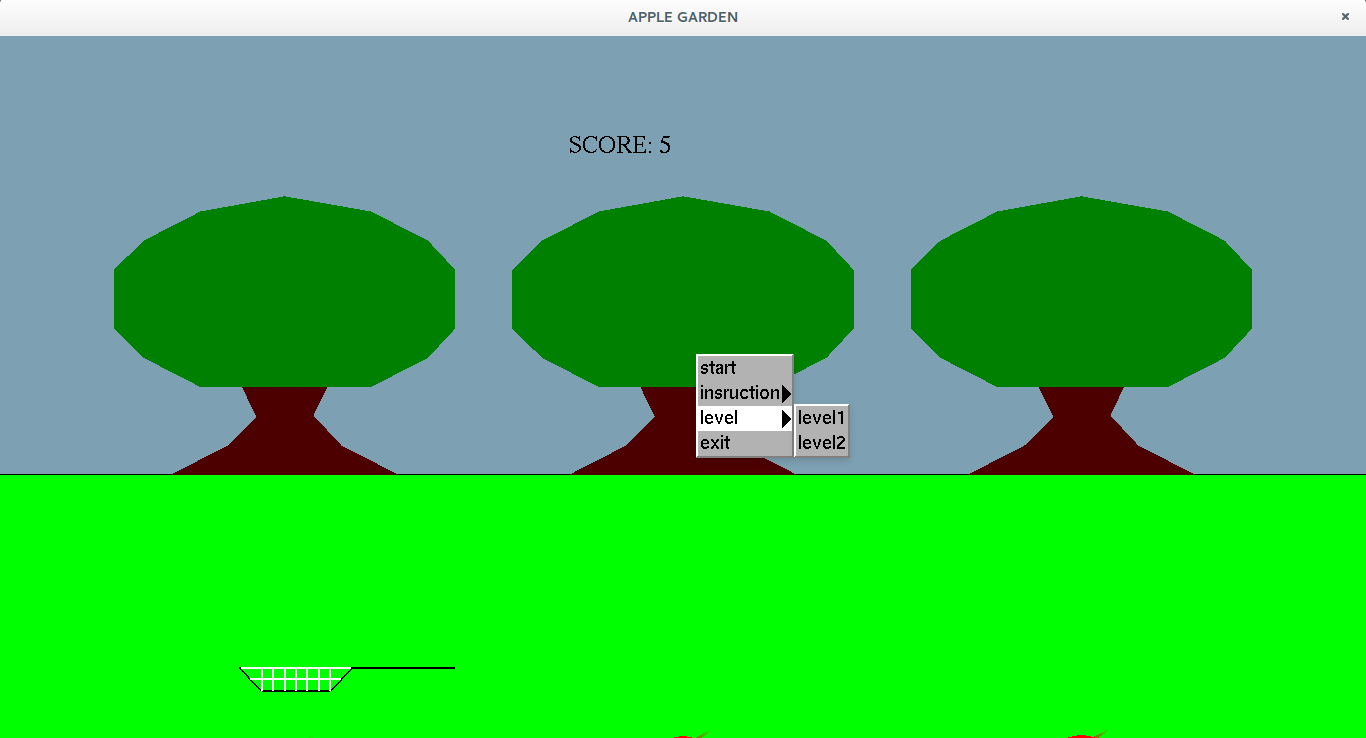 APPLE GARDEN
SCORE: 5
start
insruction
level
exit
level1
level2